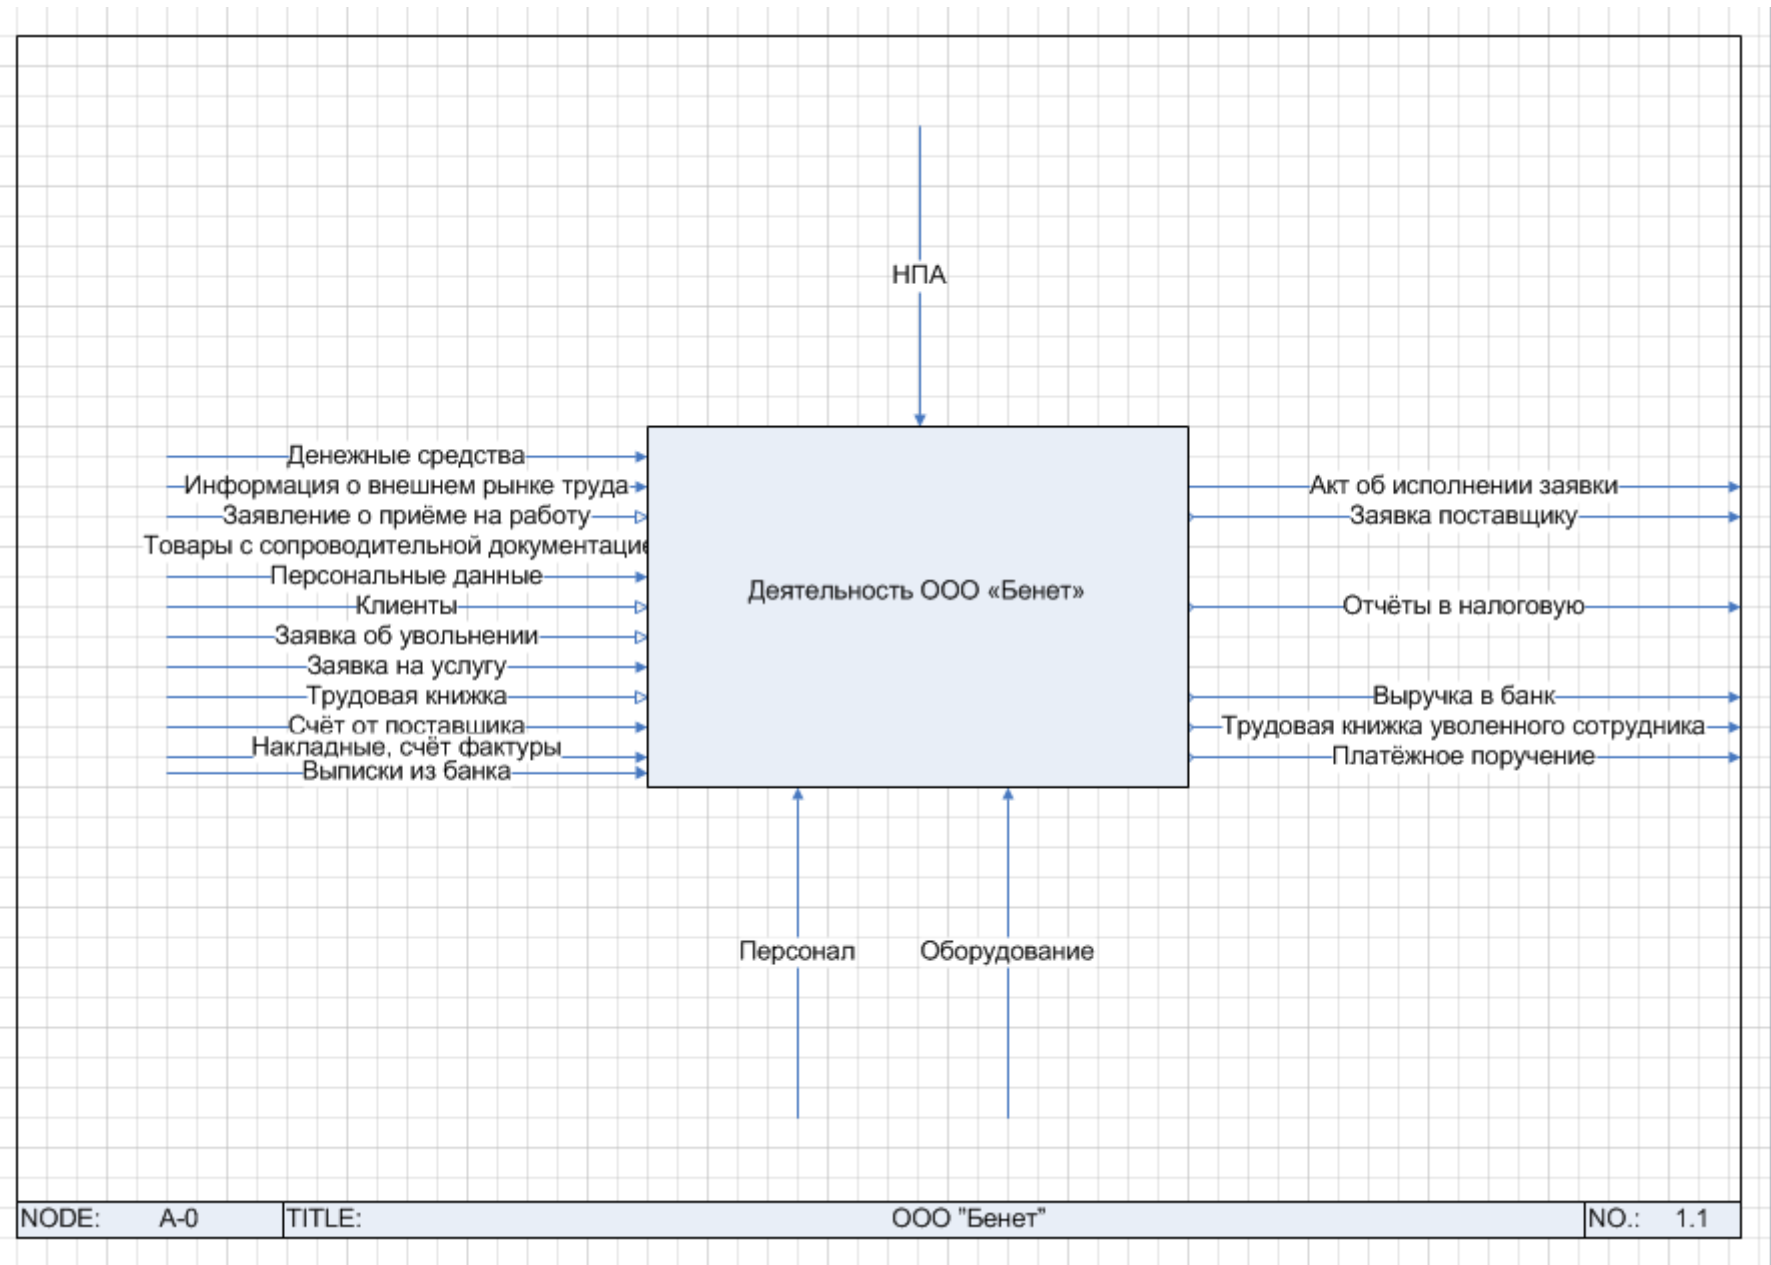 НПА
Денежные средства
Информация о внешнем рынке труда
Заявление о приёме на работу
Товары с сопроводительной документацие
Персональные данные
Клиенты
Заявка об увольнении
Заявка на услугу
Трудовая книжка
Счёт от поставшика
Накладные, счёт фактуры
Выписки из банка
Деятельность ООО «Бенет»
Акт об исполнении заявки
Заявка поставщику
Отчёты в налоговую
Выручка в банк
Трудовая книжка уволенного сотрудника
Платёжное поручение
Персонал
Оборудование
NODE: A-0 TITLE: ООО "Бенет" NO.: 1.1